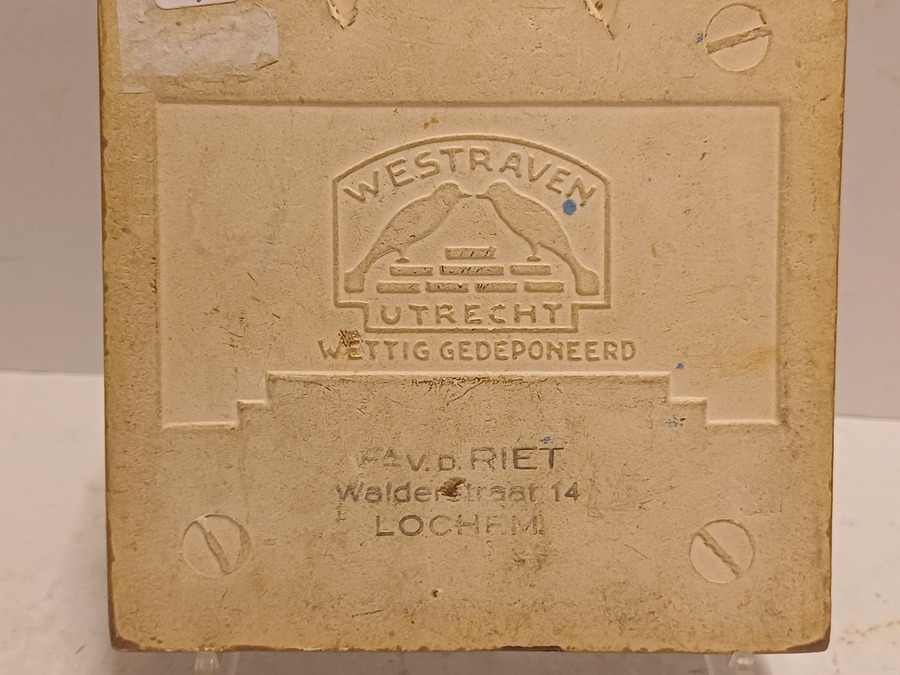 WESTRAVEN
UTRECHT
WETTIG GEDEPONEERD
FA V.D. RIET
Walderstraat 14
LOCHEM